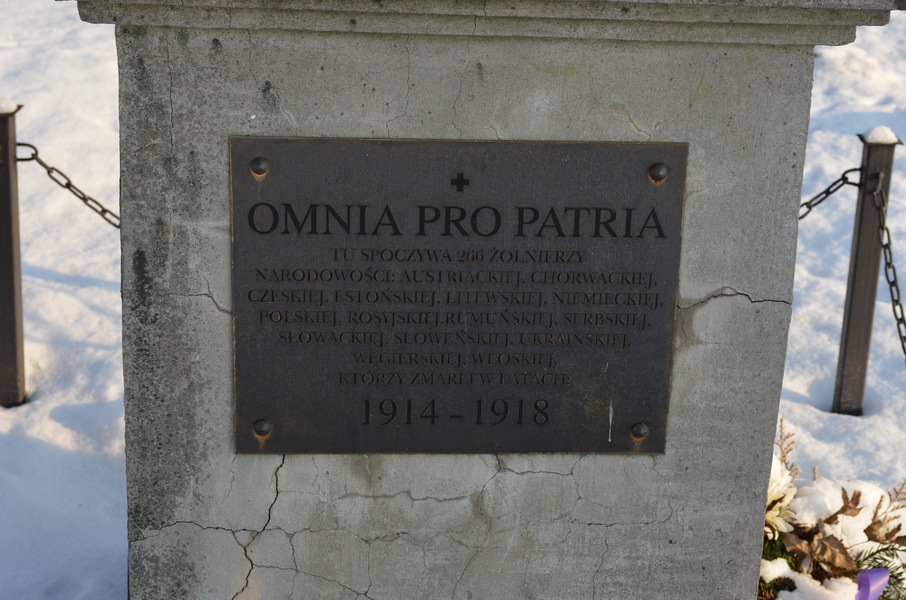 OMNIA PRO PATRIA
TU SPOCZYWA 266 ŻOŁNIERZY
NARODOWOŚCI: AUSTRIACKIEJ, CHORWACKIEJ,
CZESKIEJ, ESTOŃSKIEJ, LITEWSKIEJ, NIEMIECKIEJ,
POLSKIEJ, ROSYJSKIEJ,RUMUŃSKIEJ, SERBSKIEJ,
SŁOWACKIEJ, SŁOWEŃSKIEJ, UKRAIŃSKIEJ,
WĘGIERSKIEJ, WŁOSKIEJ,
KTÓRZY ZMARLI W LATACH:
1914 - 1918